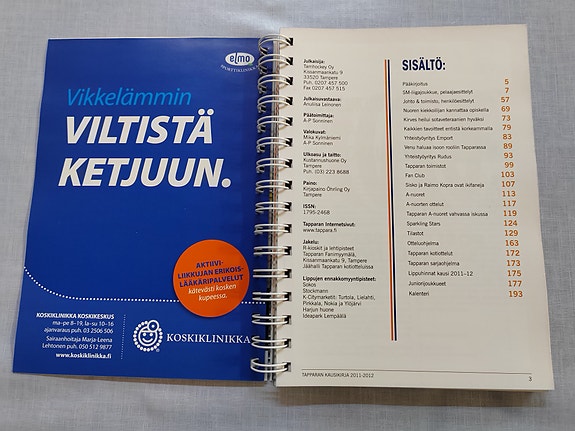 elmo
SPORTTIKLINIKKA
Vikkelämmin
VILTISTÄ
KETJUUN.
AKTIIVI-
LIIKKUJAN ERIKOIS-
LÄÄKÄRIPALVELUT
kätevästi kosken
kupeessa.
KOSKIKLINIKKA KOSKIKESKUS
ma-pe 8–19, la-su 10–16
ajanvaraus puh. 03 2506 506
Sairaanhoitaja Marja-Leena
Lehtonen puh. 050 512 9877
www.koskiklinikka.fi
KOSKIKLINIKKA
Julkaisija:
Tamhockey Oy
Kissanmaankatu 9
33520 Tampere
Puh. 0207 457 500
Fax 0207 457 515
Julkaisuvastaava:
Anuliisa Leinonen
Päätoimittaja:
A-P Sonninen
Valokuvat:
Mika Kylmäniemi
A-P Sonninen
Ulkoasu ja taitto:
Kustannushuone Oy
Tampere
Puh. (03) 223 8688
Paino:
Kirjapaino Öhrling Oy
Tampere
ISSN:
1795-2468
Tapparan Internetsivut:
www.tappara.fi
Jakelu:
R-kioskit ja lehtipisteet
Tapparan Fanimyymälä,
Kissanmaankatu 9, Tampere
Jäähalli Tapparan kotiotteluissa
Lippujen ennakkomyyntipisteet:
Sokos
Stockmann
K-Citymarketit: Turtola, Lielahti,
Pirkkala, Nokia ja Ylöjärvi
Harjun huone
Ideapark Lempäälä
SISÄLTÖ:
Pääkirjoitus 5
SM-liigajoukkue, pelaajaesittelyt 7
Johto & toimisto, henkilöesittelyt 57
Nuoren kiekkoilijan kannattaa opiskella 69
Kirves heilui sotaveteraanien hyväksi 73
Kaikkien tavoitteet entistä korkeammalla 79
Yhteistyöyritys Emport 83
Venu haluaa isoon rooliin Tapparassa 89
Yhteistyöyritys Rudus 93
Tapparan toimistot 99
Fan Club 103
Sisko ja Raimo Kopra ovat ikifaneja 107
A-nuoret 113
A-nuorten ottelut 117
Tapparan A-nuoret vahvassa iskussa 119
Sparkling Stars 124
Tilastot 129
Otteluohjelma 163
Tapparan kotiottelut 172
Tapparan sarjaohjelma 173
Lippuhinnat kausi 2011–12 175
Juniorijoukkueet 177
Kalenteri 193
TAPPARAN KAUSIKIRJA 2011-2012
3